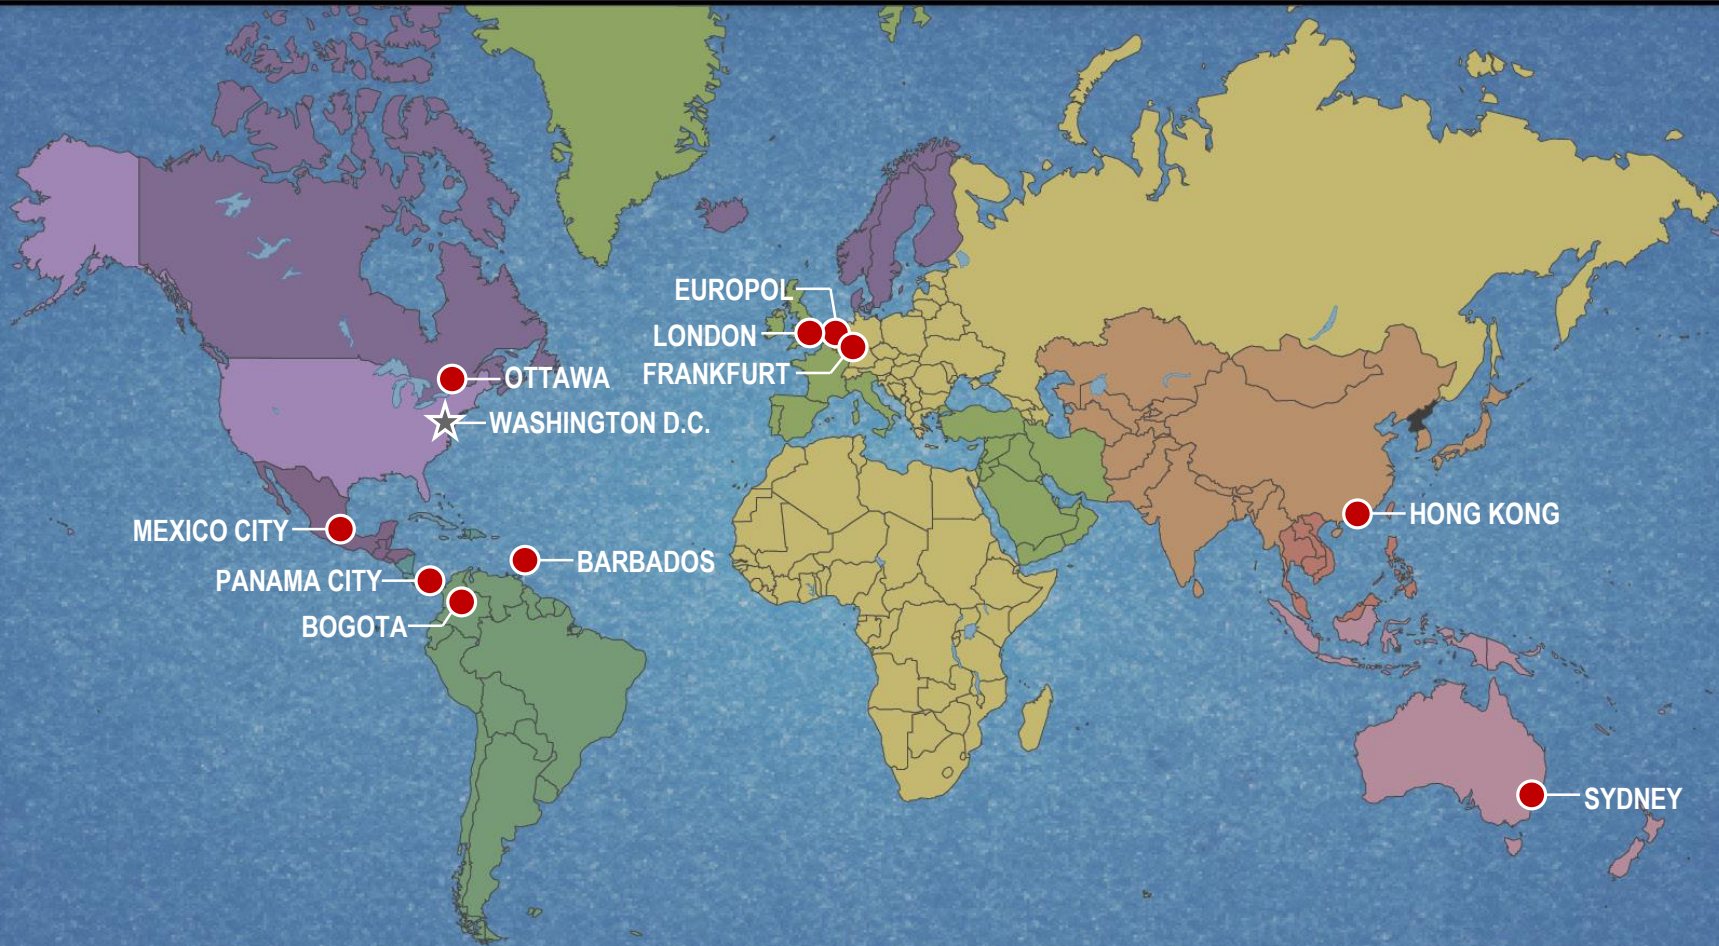 EUROPOL
LONDON
FRANKFURT
OTTAWA
WASHINGTON D.C.
MEXICO CITY
HONG KONG
BARBADOS
PANAMA CITY
BOGOTA
SYDNEY